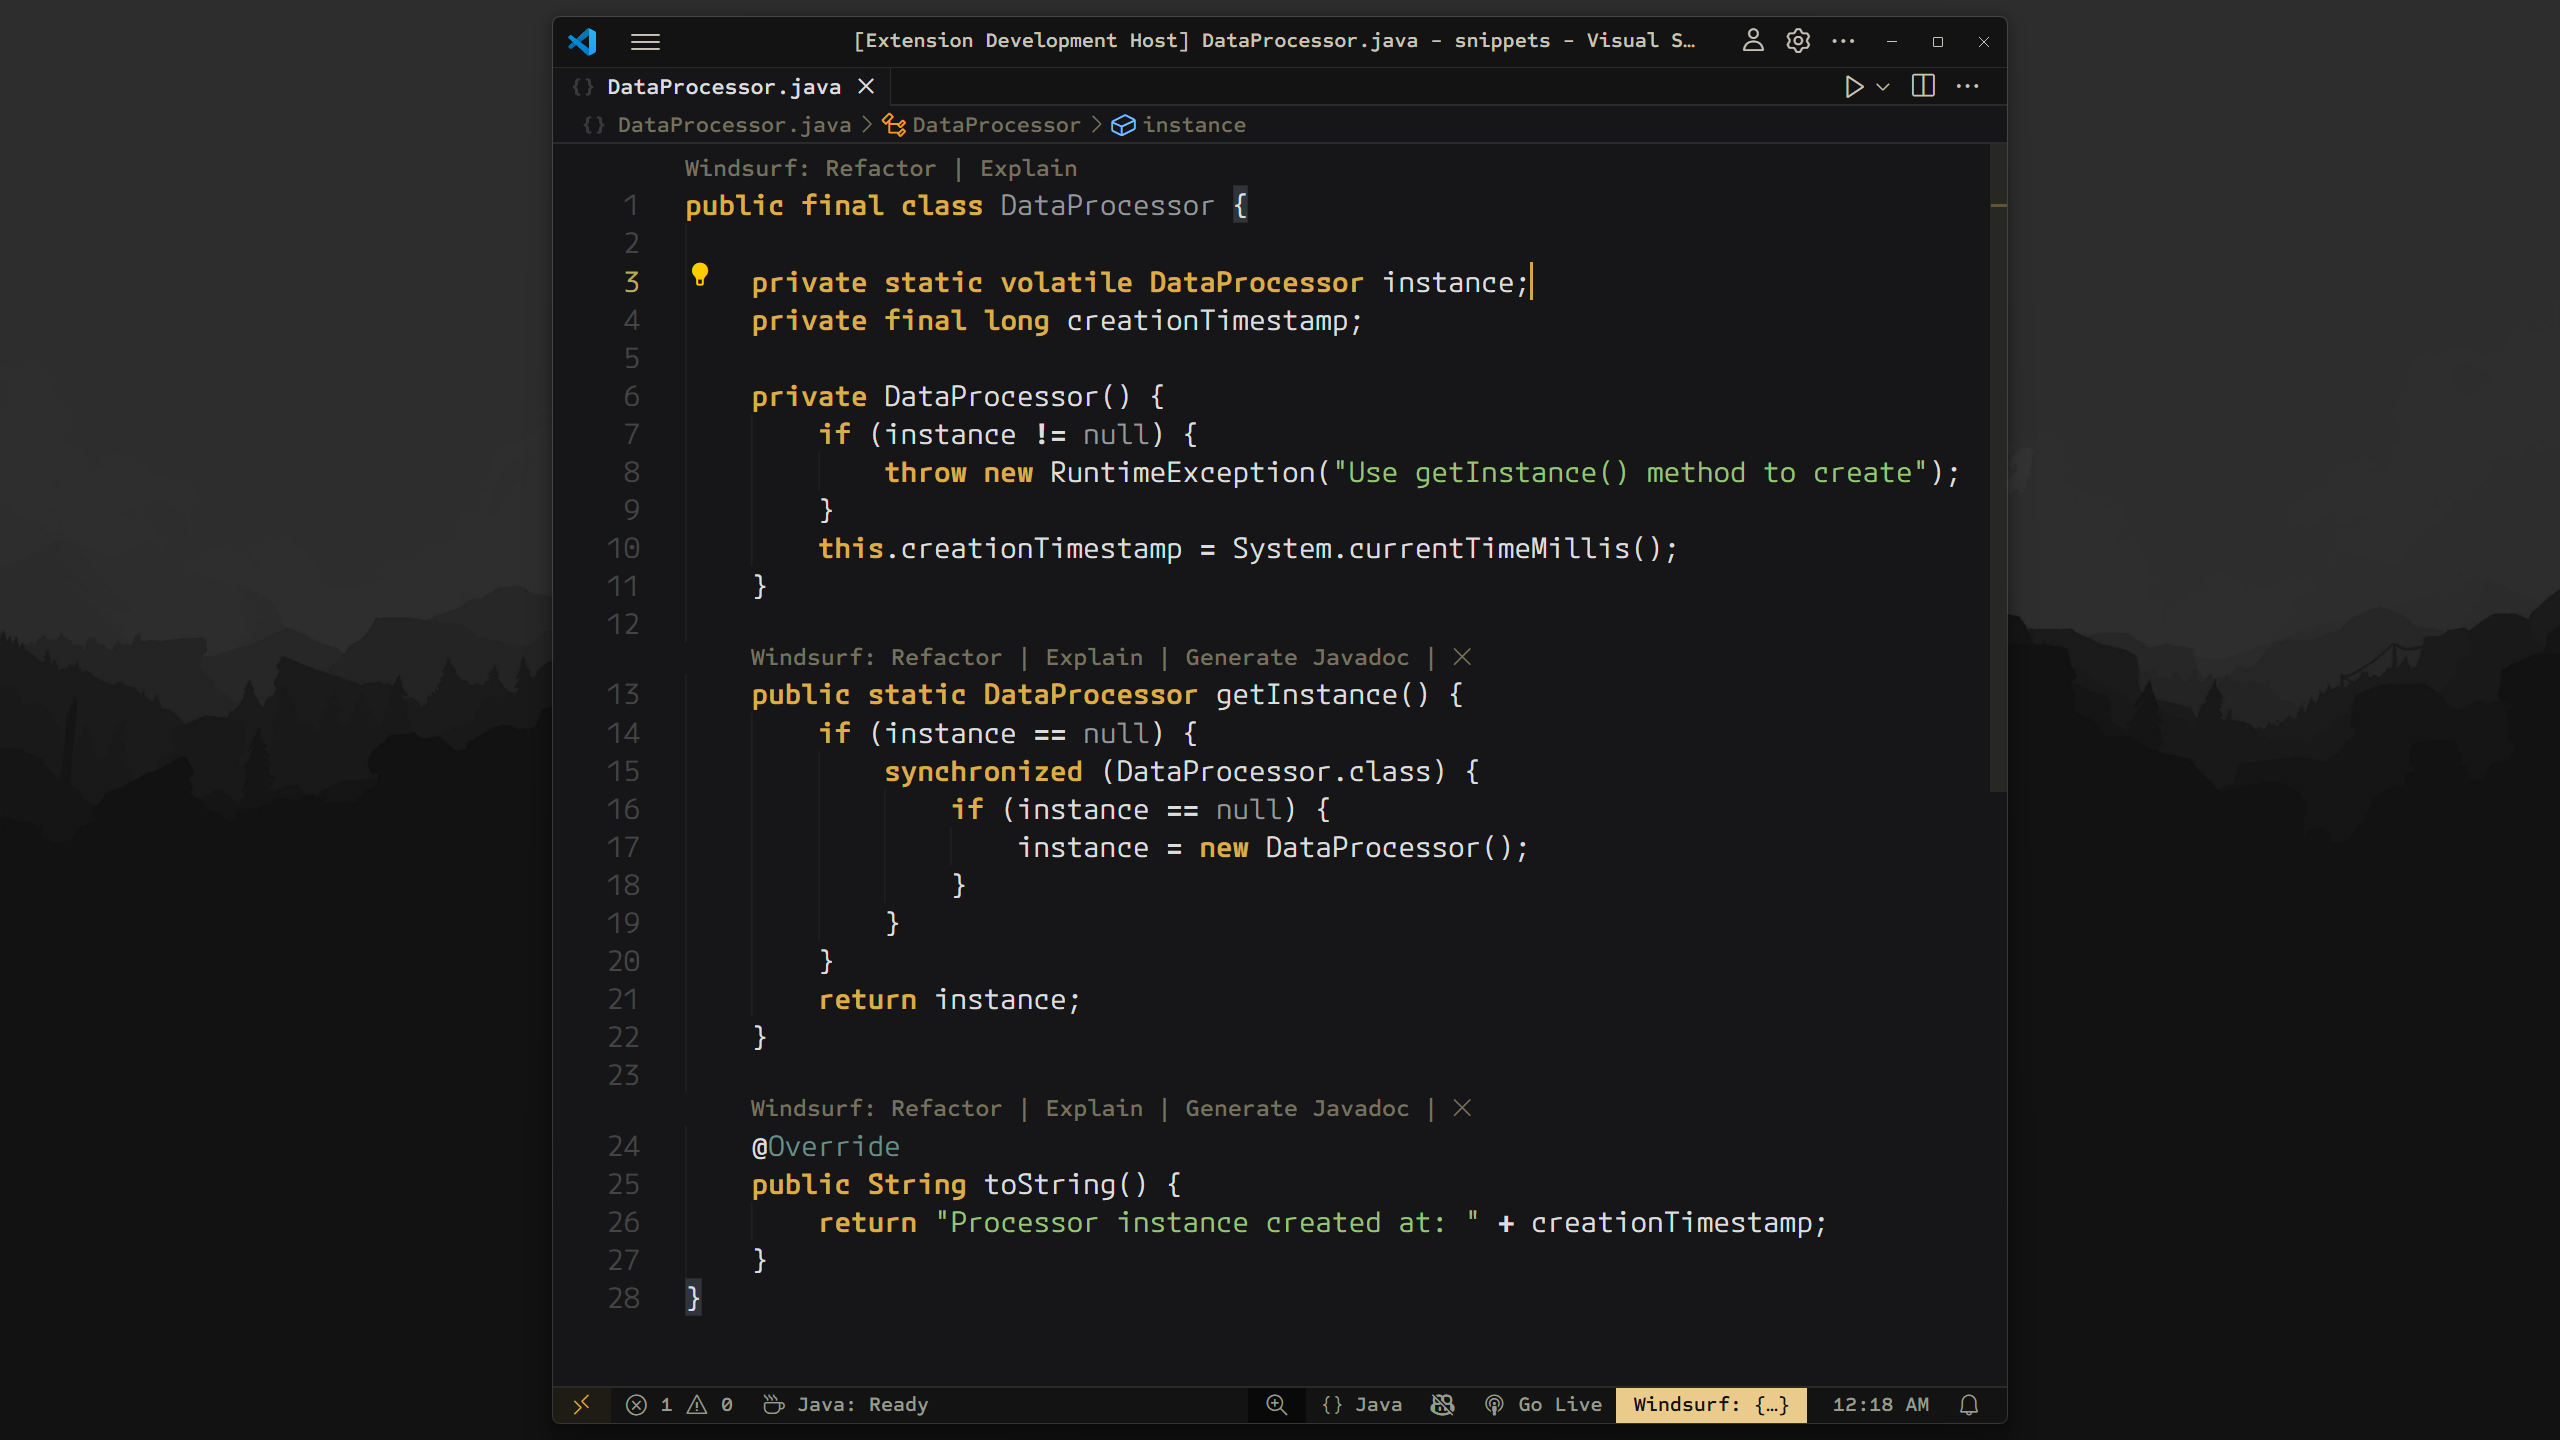 [Extension Development Host] DataProcessor.java - snippets - Visual S…
{} DataProcessor.java
{} DataProcessor.java > DataProcessor > instance
Windsurf: Refactor | Explain
1 public final class DataProcessor {
2
3     private static volatile DataProcessor instance;
4     private final long creationTimestamp;
5
6     private DataProcessor() {
7         if (instance != null) {
8             throw new RuntimeException("Use getInstance() method to create");
9         }
10         this.creationTimestamp = System.currentTimeMillis();
11     }
12
Windsurf: Refactor | Explain | Generate Javadoc | ×
13     public static DataProcessor getInstance() {
14         if (instance == null) {
15             synchronized (DataProcessor.class) {
16                 if (instance == null) {
17                     instance = new DataProcessor();
18                 }
19             }
20         }
21         return instance;
22     }
23
Windsurf: Refactor | Explain | Generate Javadoc | ×
24     @Override
25     public String toString() {
26         return "Processor instance created at: " + creationTimestamp;
27     }
28 }
1 0 Java: Ready {} Java Go Live Windsurf: {…} 12:18 AM